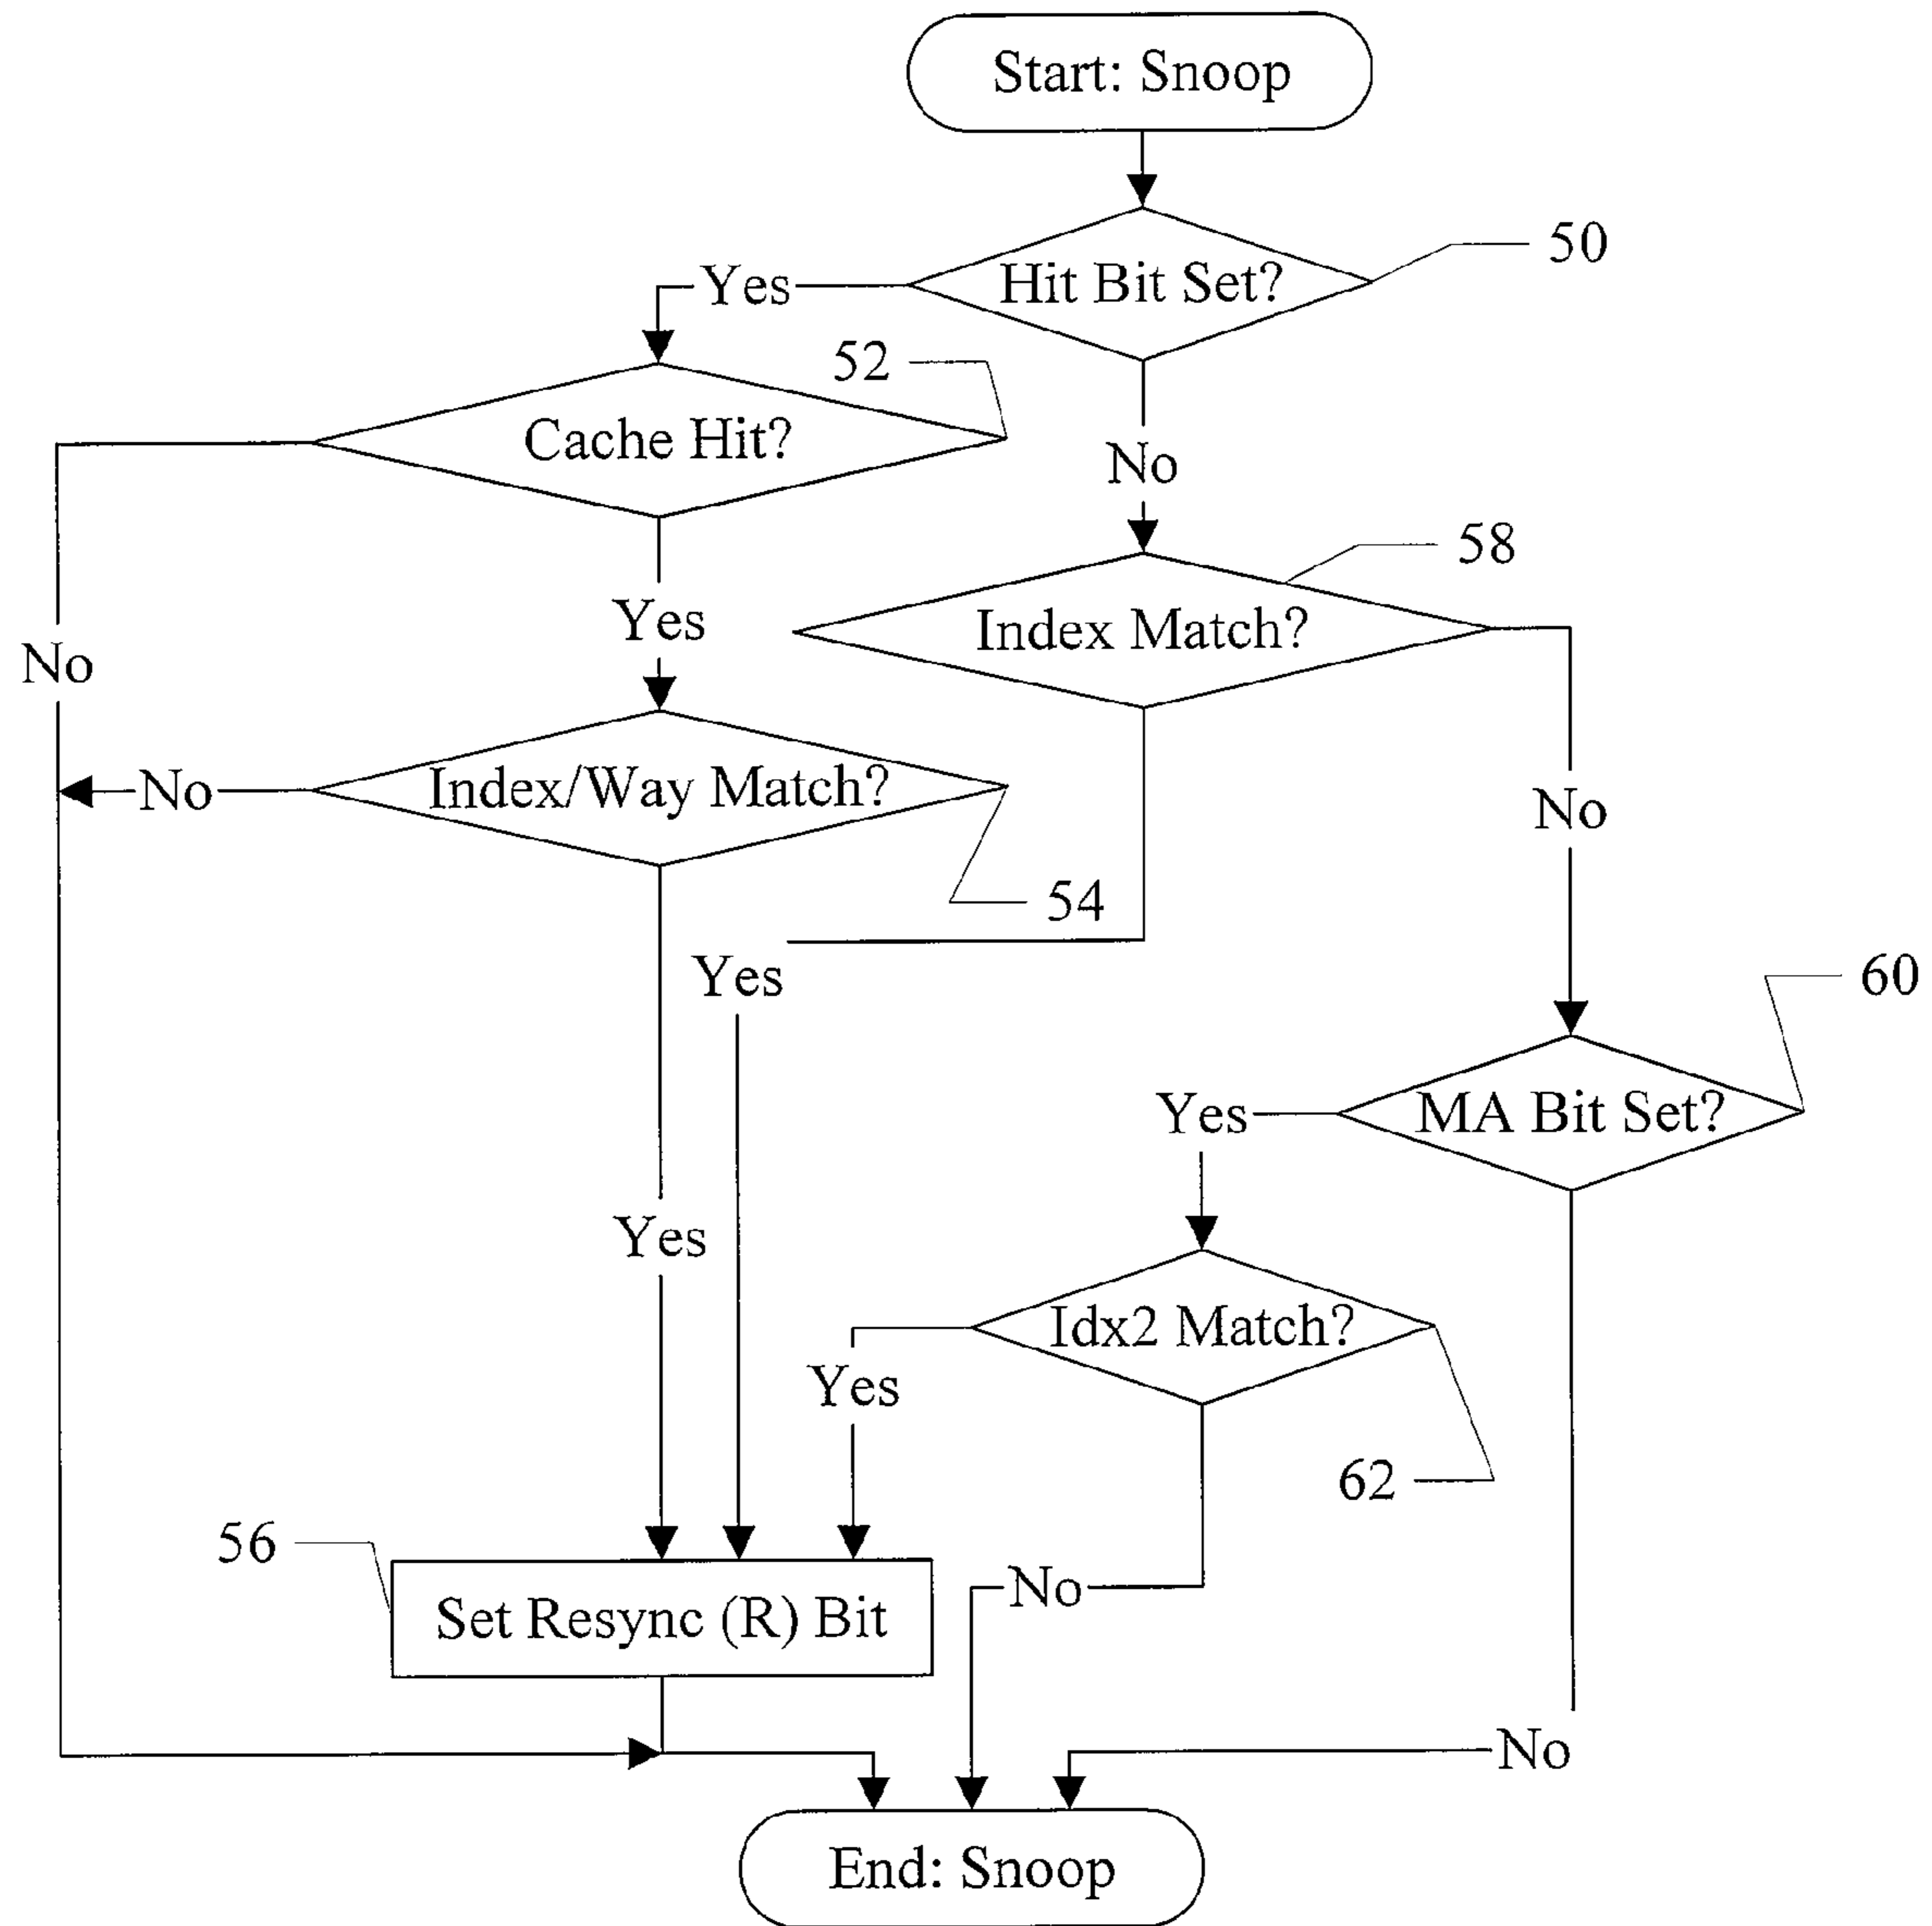 Start: Snoop
Hit Bit Set?
50
Yes
52
Cache Hit?
No
58
Yes
Index Match?
No
Index/Way Match?
No
No
54
Yes
60
MA Bit Set?
Yes
Yes
Idx2 Match?
Yes
62
56
No
Set Resync (R) Bit
No
End: Snoop